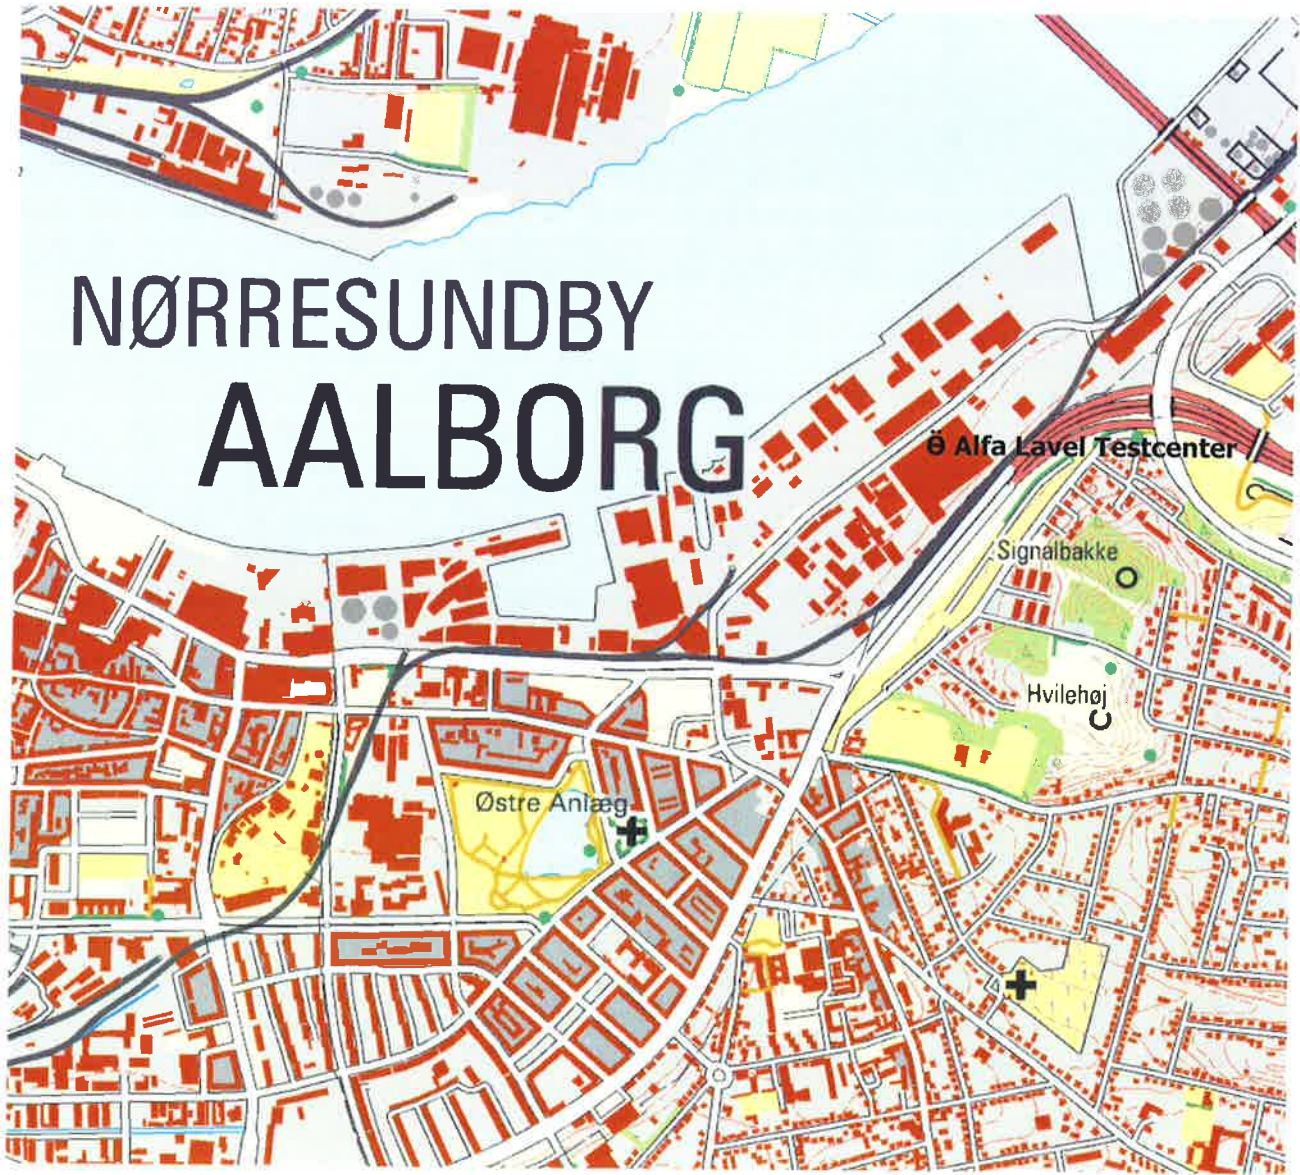 NØRRESUNDBY
AALBORG
Ö Alfa Lavel Testcenter
Signalbakke
Hvilehøj
Østre Anlæg